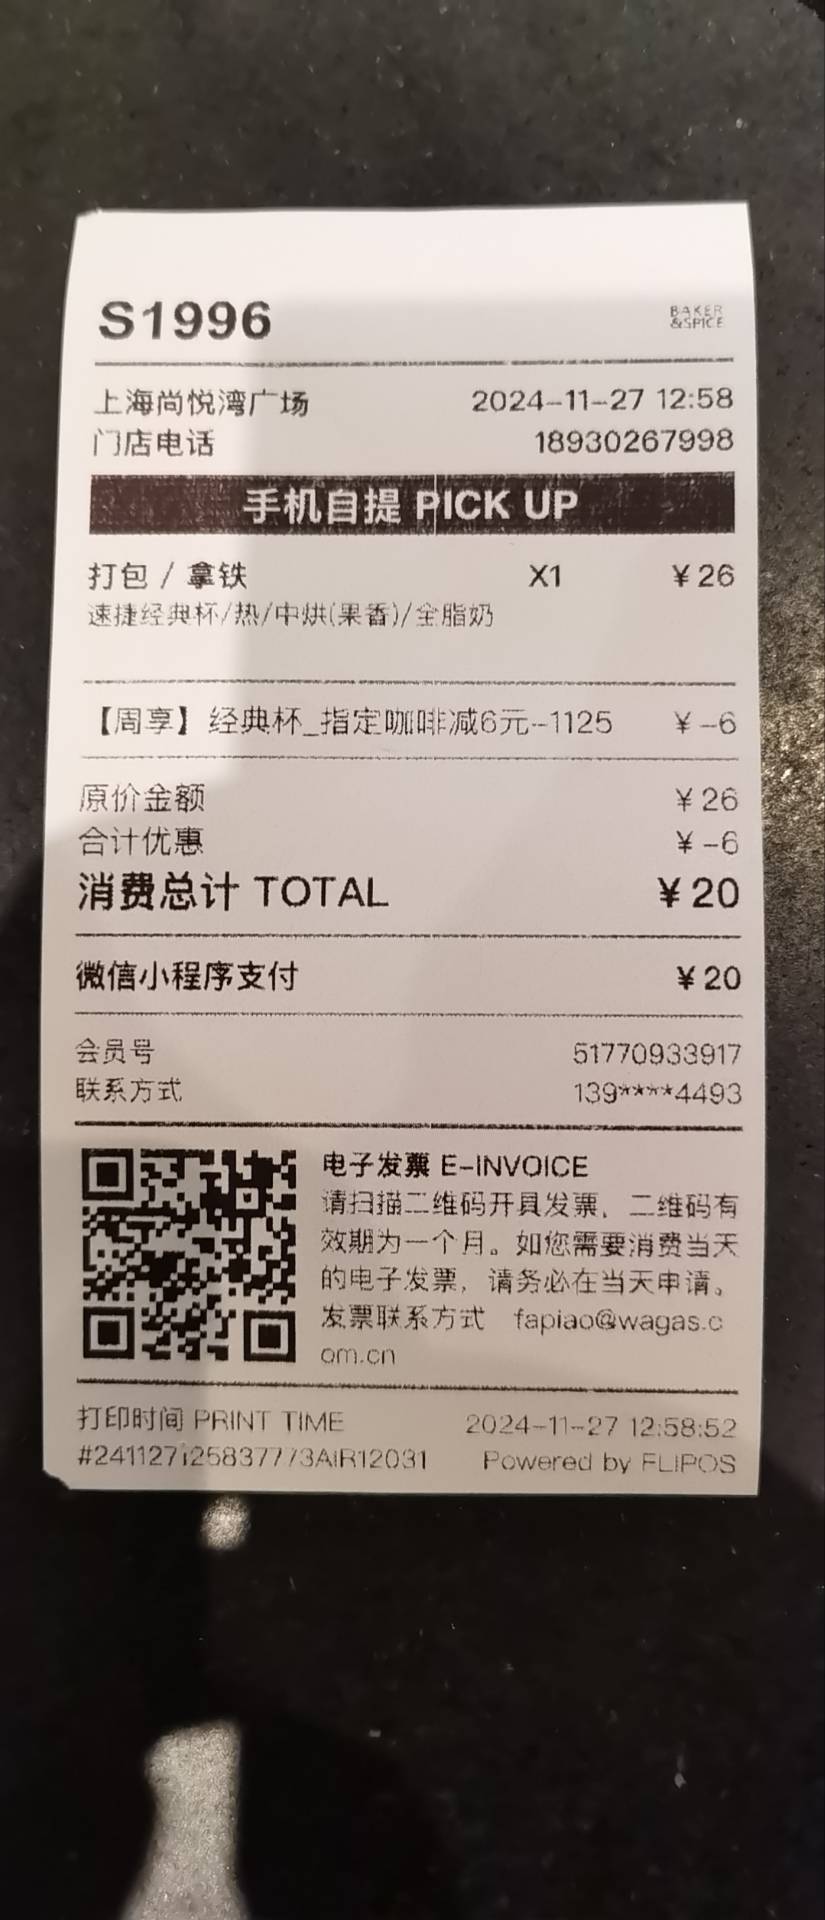 S1996
BAKER
&SPICE
上海尚悦湾广场 2024-11-27 12:58
门店电话 18930267998
手机自提 PICK UP
打包 / 拿铁 X1 ¥26
速捷经典杯/热/中烘(果香)/全脂奶
【周享】经典杯_指定咖啡减6元--1125 ¥-6
原价金额 ¥26
合计优惠 ¥-6
消费总计 TOTAL ¥20
微信小程序支付 ¥20
会员号 51770933917
联系方式 139****4493
电子发票 E-INVOICE
请扫描二维码开具发票，二维码有
效期为一个月。如您需要消费当天
的电子发票，请务必在当天申请。
发票联系方式 fapiao@wagas.c
om.cn
打印时间 PRINT TIME 2024-11-27 12:58:52
#241127125837773AIR12031 Powered by FLIPOS